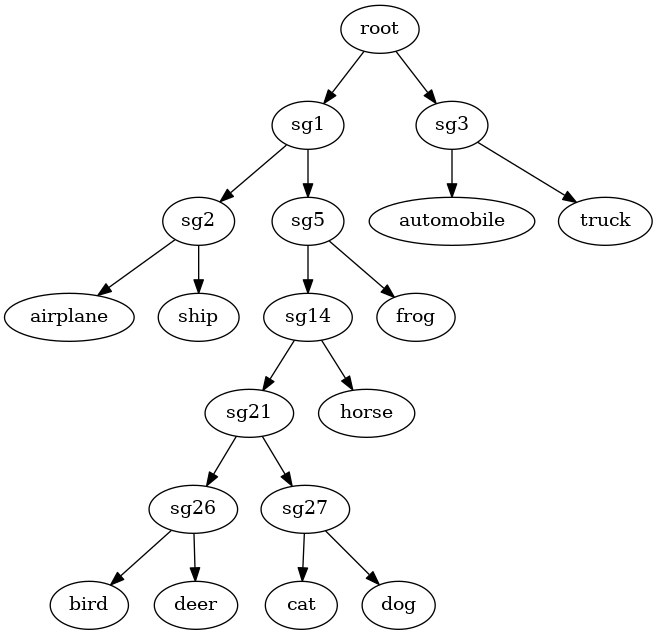 root
sg1 sg3
sg2 sg5 automobile truck
airplane ship sg14 frog
sg21 horse
sg26 sg27
bird deer cat dog